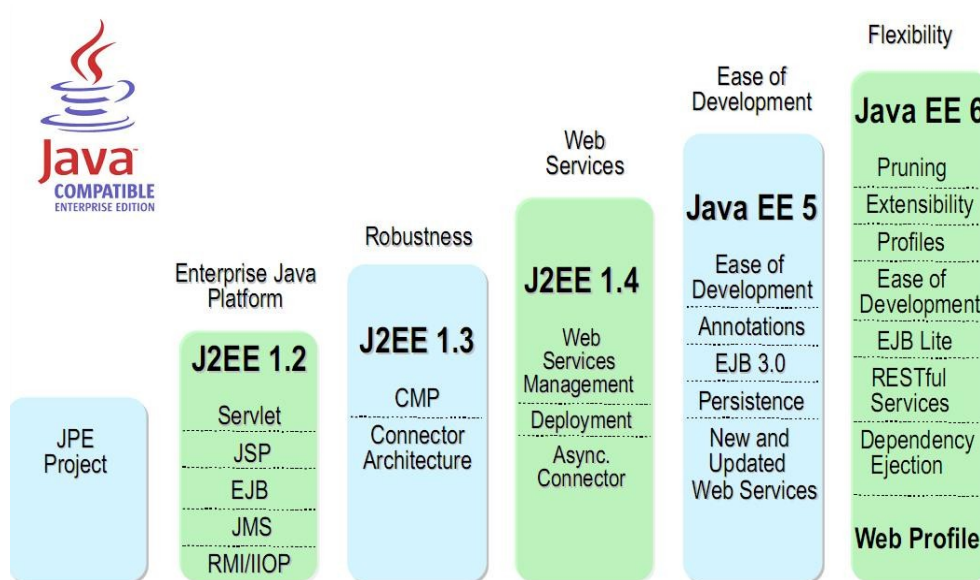 Java
COMPATIBLE
ENTERPRISE EDITION
JPE
Project
Enterprise Java
Platform
J2EE 1.2
Servlet
JSP
EJB
JMS
RMI/IIOP
Robustness
J2EE 1.3
CMP
Connector
Architecture
Web
Services
J2EE 1.4
Web
Services
Management
Deployment
Async.
Connector
Ease of
Development
Java EE 5
Ease of
Development
Annotations
EJB 3.0
Persistence
New and
Updated
Web Services
Flexibility
Java EE 6
Pruning
Extensibility
Profiles
Ease of
Development
EJB Lite
RESTful
Services
Dependency
Ejection
Web Profile